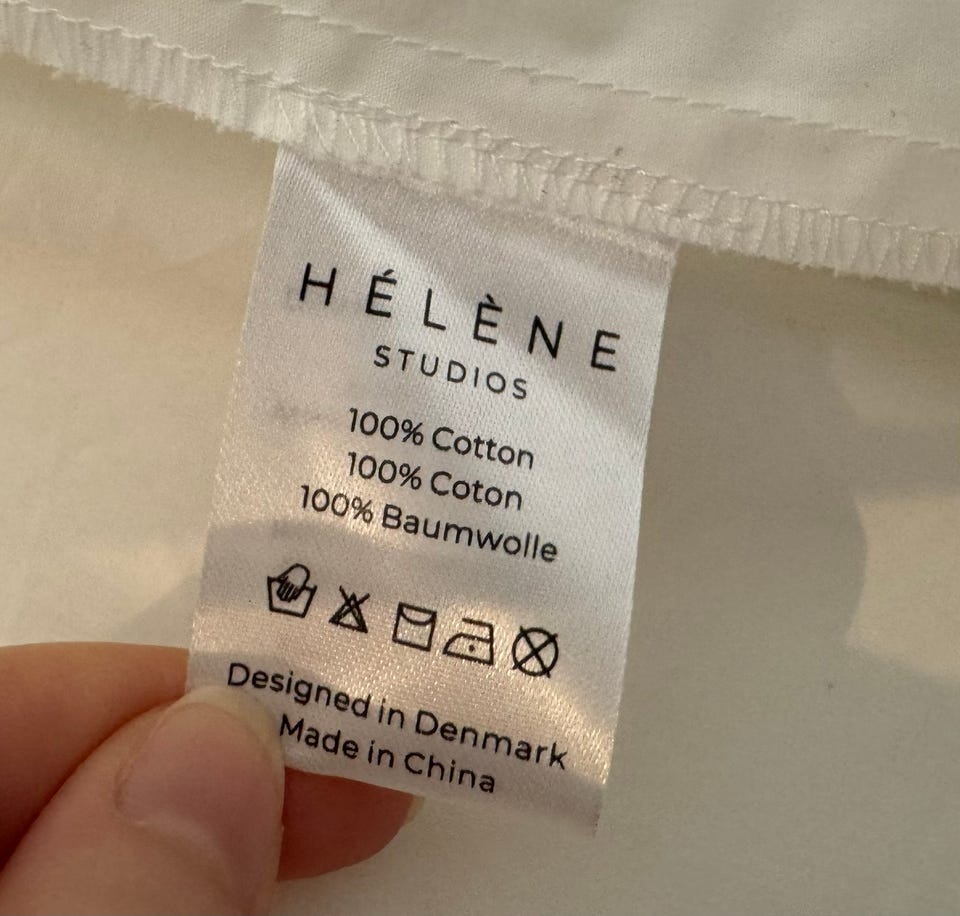 HÉLÈNE
STUDIOS
100% Cotton
100% Coton
100% Baumwolle
Designed in Denmark
Made in China